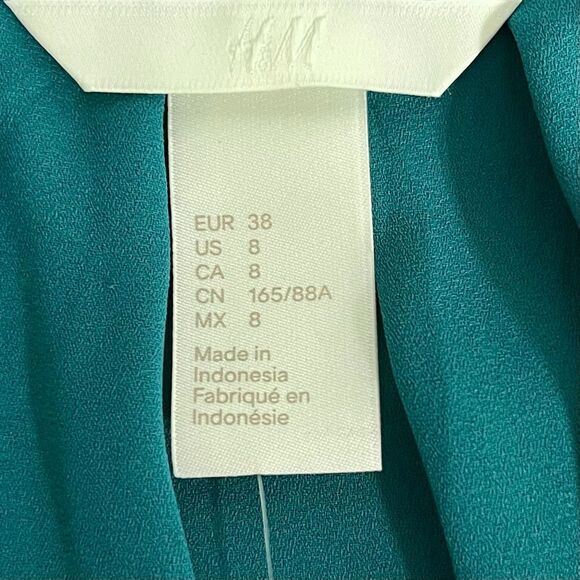 H&M
EUR 38
US 8
CA 8
CN 165/88A
MX 8
Made in
Indonesia
Fabriqué en
Indonésie